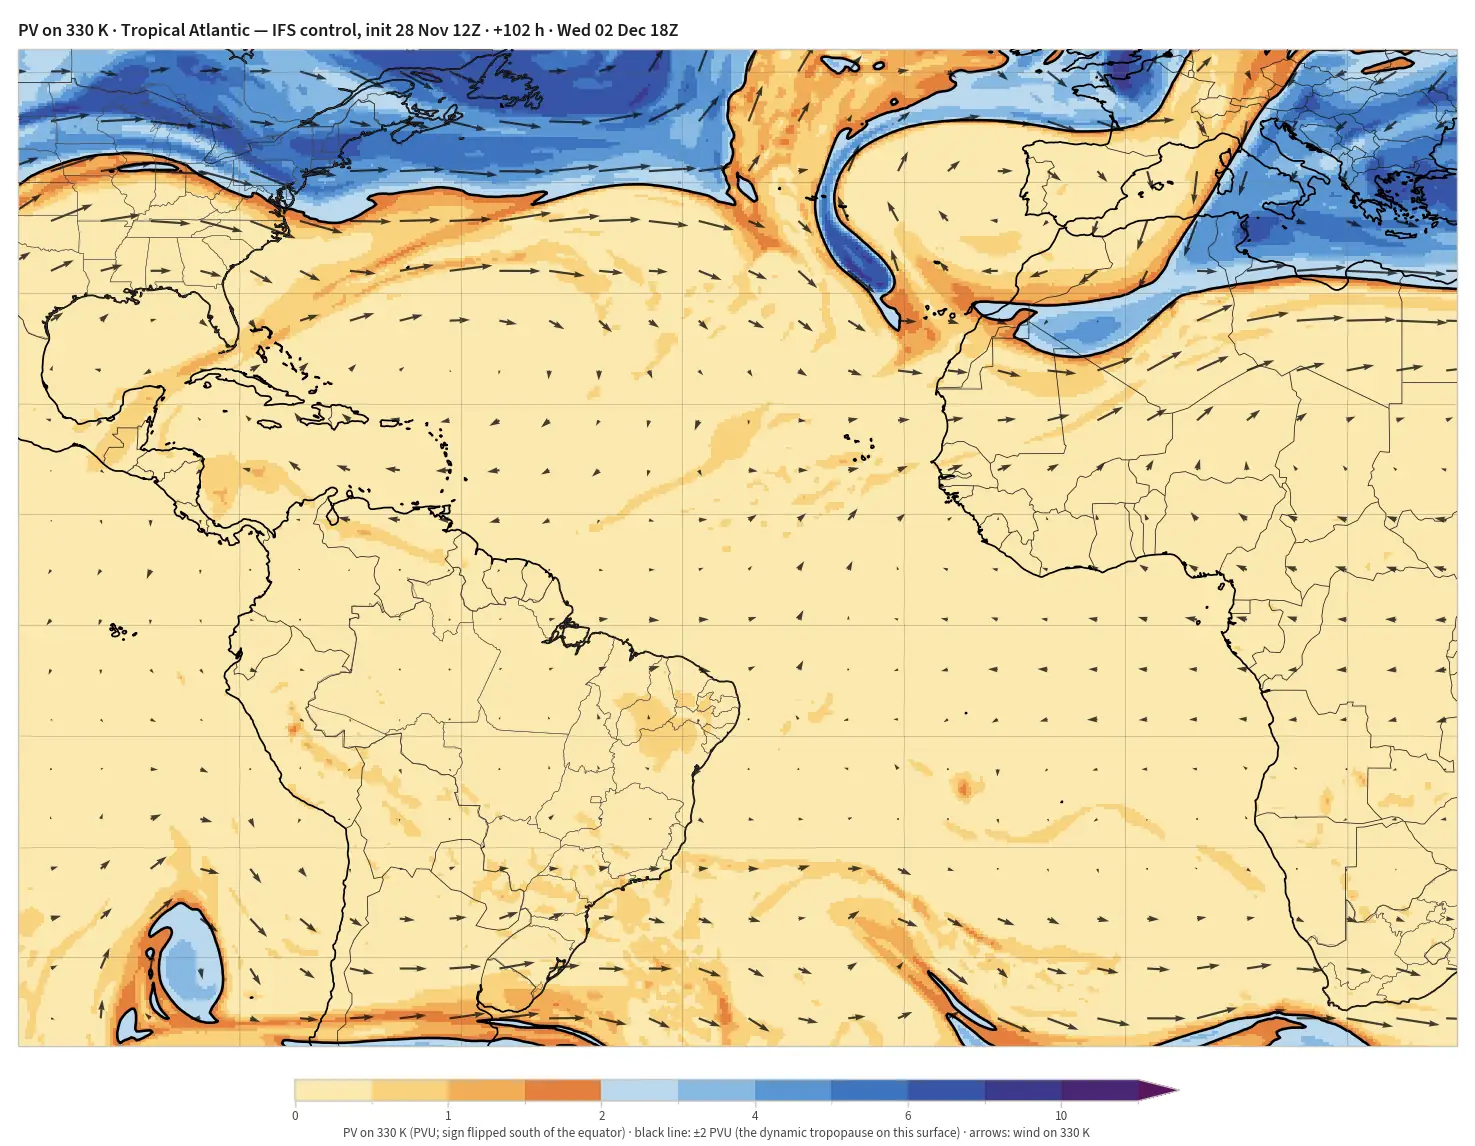 PV on 330 K · Tropical Atlantic — IFS control, init 28 Nov 12Z · +102 h · Wed 02 Dec 18Z
0 1 2 4 6 10
PV on 330 K (PVU; sign flipped south of the equator) · black line: ±2 PVU (the dynamic tropopause on this surface) · arrows: wind on 330 K